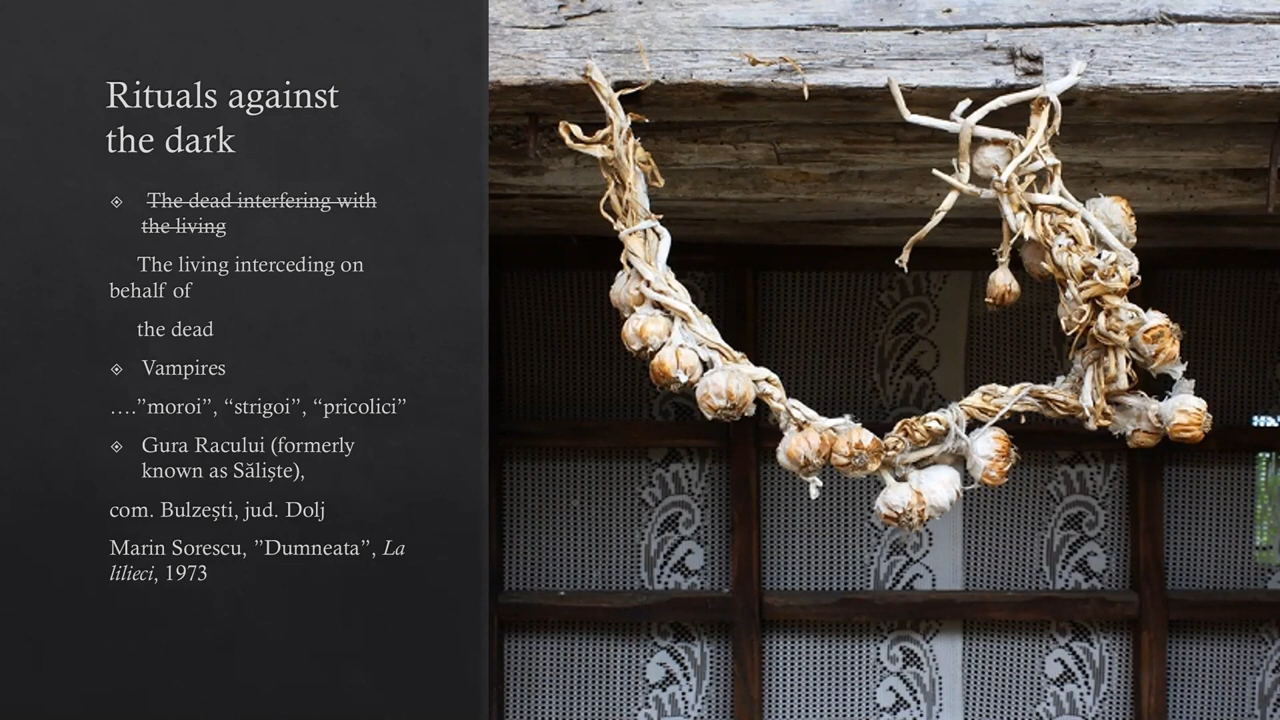 Rituals against
the dark
The dead interfering with
the living
The living interceding on
behalf of
the dead
Vampires
….”moroi”, “strigoi”, “pricolici”
Gura Racului (formerly
known as Săliște),
com. Bulzești, jud. Dolj
Marin Sorescu, ”Dumneata”, La
lilieci, 1973